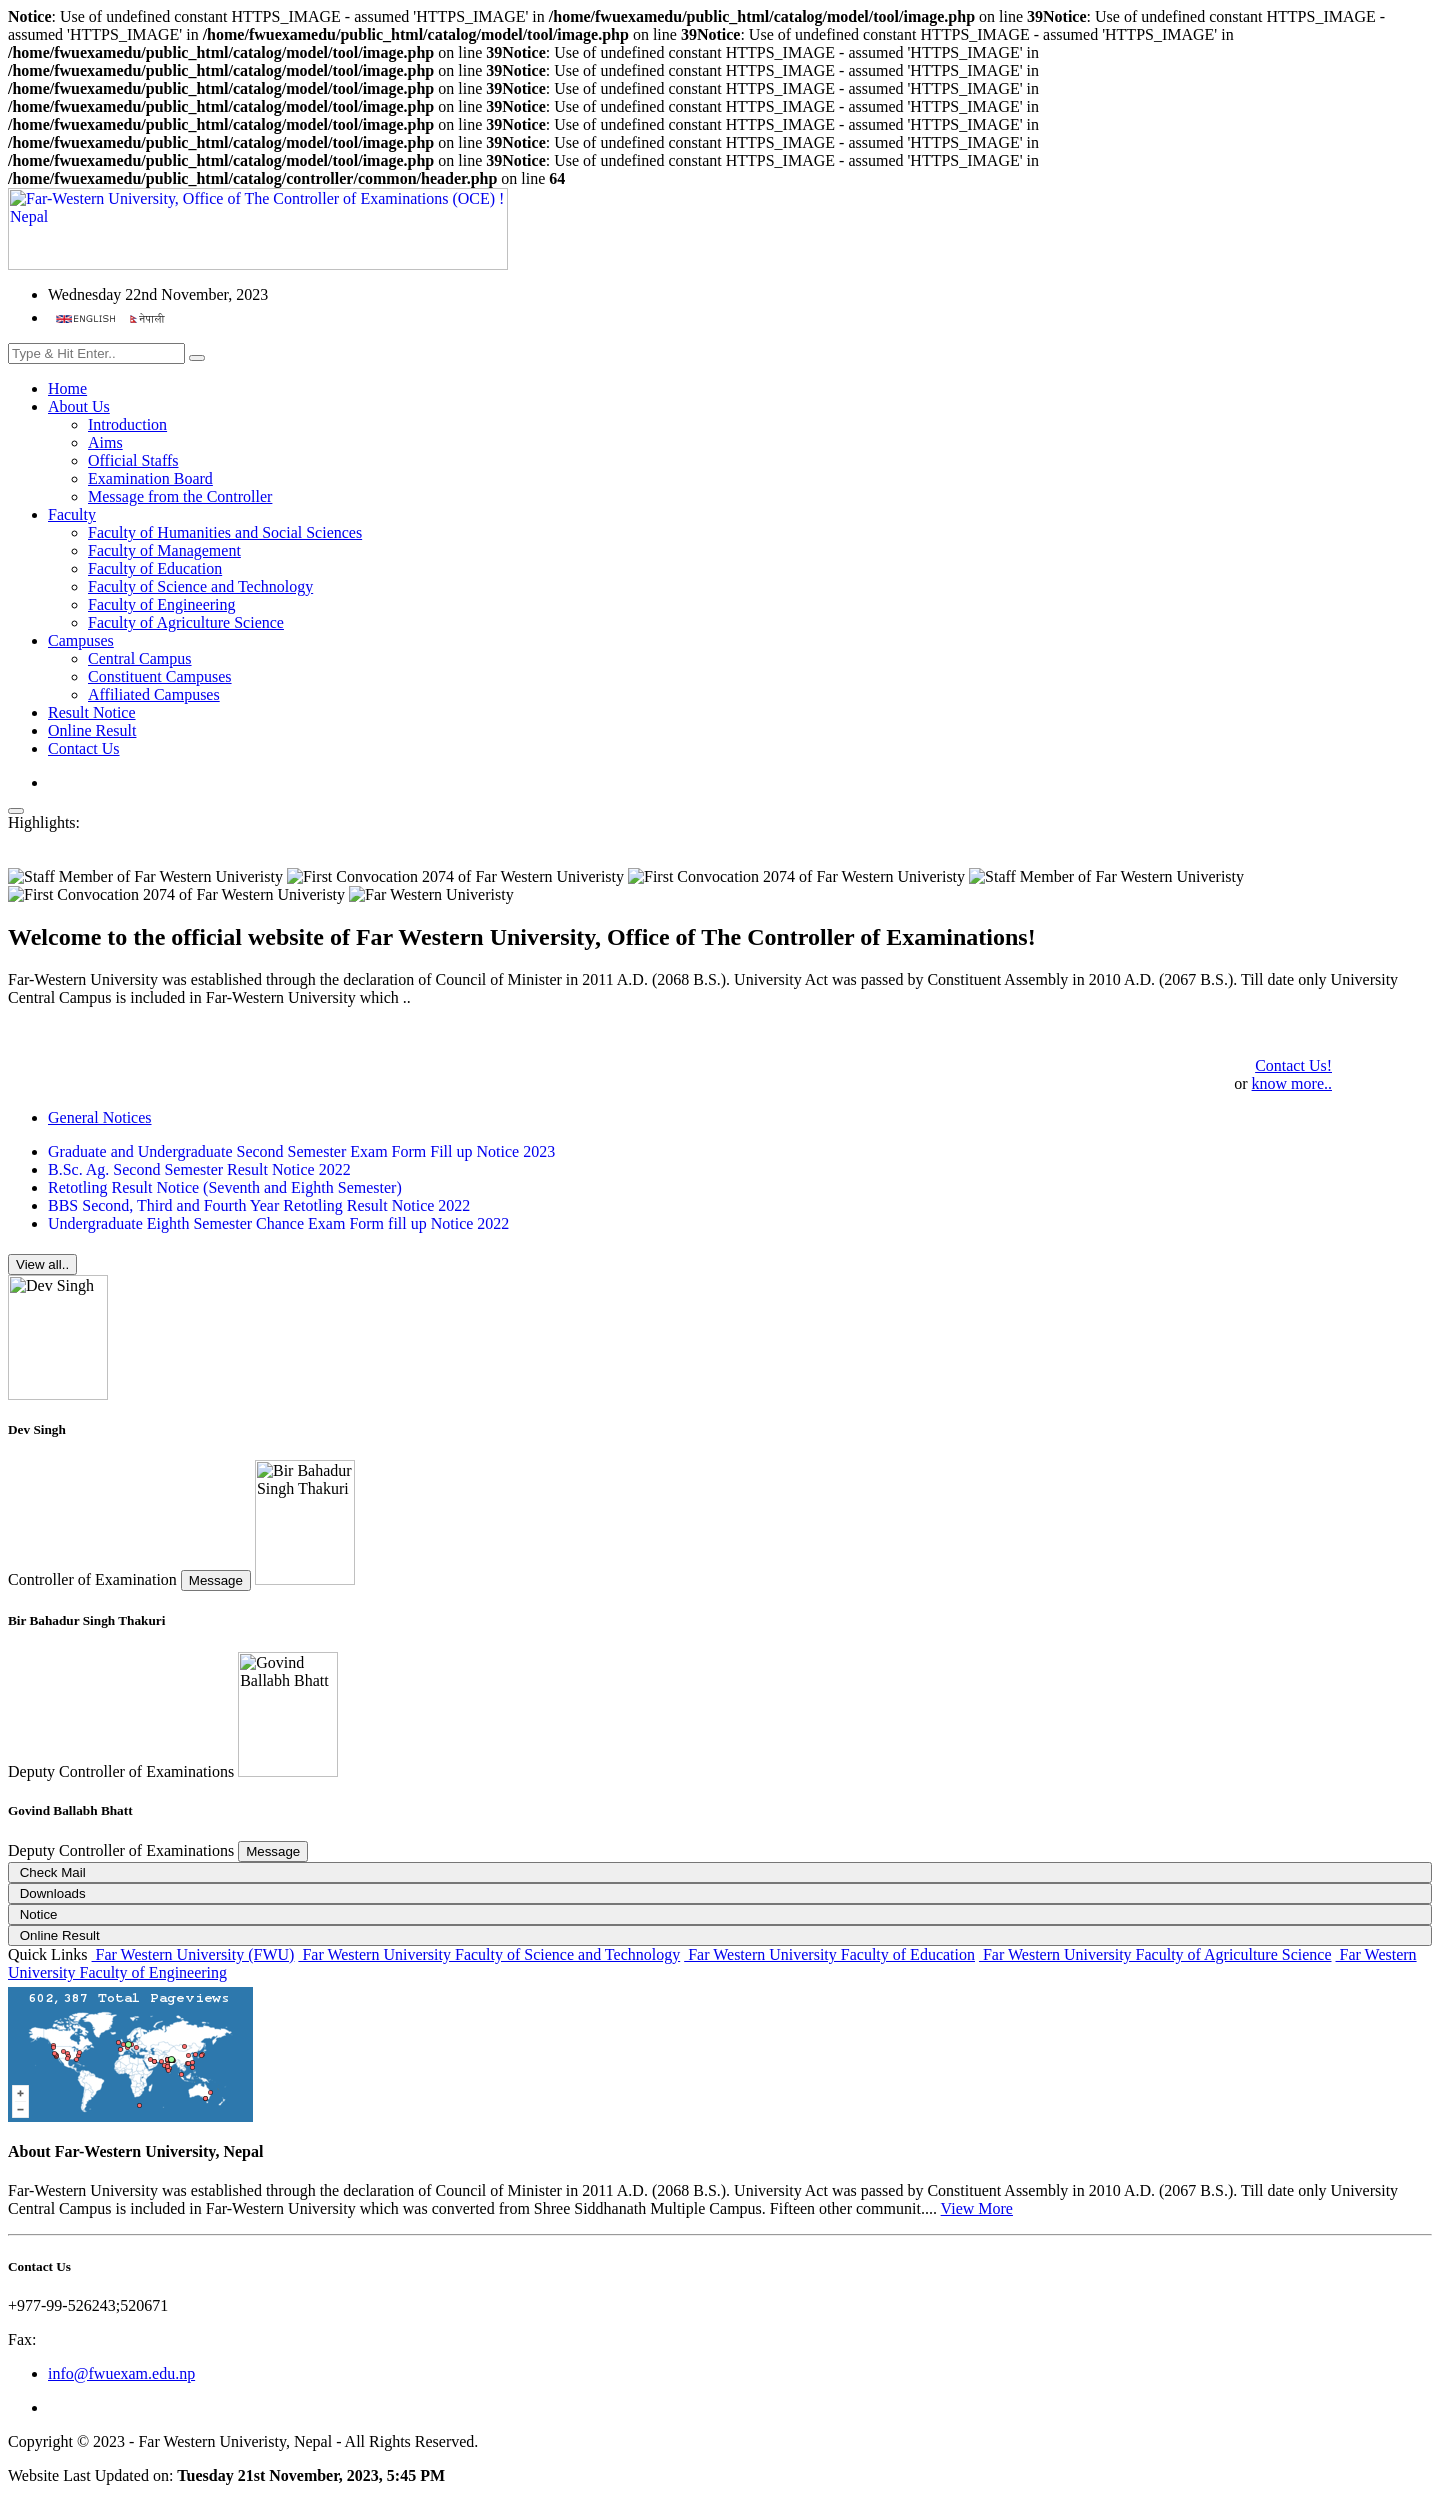 Notice: Use of undefined constant HTTPS_IMAGE - assumed 'HTTPS_IMAGE' in /home/fwuexamedu/public_html/catalog/model/tool/image.php on line 39Notice: Use of undefined constant HTTPS_IMAGE -
assumed 'HTTPS_IMAGE' in /home/fwuexamedu/public_html/catalog/model/tool/image.php on line 39Notice: Use of undefined constant HTTPS_IMAGE - assumed 'HTTPS_IMAGE' in
/home/fwuexamedu/public_html/catalog/model/tool/image.php on line 39Notice: Use of undefined constant HTTPS_IMAGE - assumed 'HTTPS_IMAGE' in
/home/fwuexamedu/public_html/catalog/model/tool/image.php on line 39Notice: Use of undefined constant HTTPS_IMAGE - assumed 'HTTPS_IMAGE' in
/home/fwuexamedu/public_html/catalog/model/tool/image.php on line 39Notice: Use of undefined constant HTTPS_IMAGE - assumed 'HTTPS_IMAGE' in
/home/fwuexamedu/public_html/catalog/model/tool/image.php on line 39Notice: Use of undefined constant HTTPS_IMAGE - assumed 'HTTPS_IMAGE' in
/home/fwuexamedu/public_html/catalog/model/tool/image.php on line 39Notice: Use of undefined constant HTTPS_IMAGE - assumed 'HTTPS_IMAGE' in
/home/fwuexamedu/public_html/catalog/model/tool/image.php on line 39Notice: Use of undefined constant HTTPS_IMAGE - assumed 'HTTPS_IMAGE' in
/home/fwuexamedu/public_html/catalog/model/tool/image.php on line 39Notice: Use of undefined constant HTTPS_IMAGE - assumed 'HTTPS_IMAGE' in
/home/fwuexamedu/public_html/catalog/controller/common/header.php on line 64
Far-Western University, Office of The Controller of Examinations (OCE) !
Nepal
Wednesday 22nd November, 2023
ENGLISH नेपाली
Type & Hit Enter..
Home
About Us
Introduction
Aims
Official Staffs
Examination Board
Message from the Controller
Faculty
Faculty of Humanities and Social Sciences
Faculty of Management
Faculty of Education
Faculty of Science and Technology
Faculty of Engineering
Faculty of Agriculture Science
Campuses
Central Campus
Constituent Campuses
Affiliated Campuses
Result Notice
Online Result
Contact Us
Highlights:
Staff Member of Far Western Univeristy First Convocation 2074 of Far Western Univeristy First Convocation 2074 of Far Western Univeristy Staff Member of Far Western Univeristy
First Convocation 2074 of Far Western Univeristy Far Western Univeristy
Welcome to the official website of Far Western University, Office of The Controller of Examinations!
Far-Western University was established through the declaration of Council of Minister in 2011 A.D. (2068 B.S.). University Act was passed by Constituent Assembly in 2010 A.D. (2067 B.S.). Till date only University
Central Campus is included in Far-Western University which ..
Contact Us!
or know more..
General Notices
Graduate and Undergraduate Second Semester Exam Form Fill up Notice 2023
B.Sc. Ag. Second Semester Result Notice 2022
Retotling Result Notice (Seventh and Eighth Semester)
BBS Second, Third and Fourth Year Retotling Result Notice 2022
Undergraduate Eighth Semester Chance Exam Form fill up Notice 2022
View all..
Dev Singh
Dev Singh
Bir Bahadur
Singh Thakuri
Controller of Examination Message
Bir Bahadur Singh Thakuri
Govind
Ballabh Bhatt
Deputy Controller of Examinations
Govind Ballabh Bhatt
Deputy Controller of Examinations Message
Check Mail
Downloads
Notice
Online Result
Quick Links Far Western University (FWU) Far Western University Faculty of Science and Technology Far Western University Faculty of Education Far Western University Faculty of Agriculture Science Far Western
University Faculty of Engineering
602,387 Total Pageviews
+
−
About Far-Western University, Nepal
Far-Western University was established through the declaration of Council of Minister in 2011 A.D. (2068 B.S.). University Act was passed by Constituent Assembly in 2010 A.D. (2067 B.S.). Till date only University
Central Campus is included in Far-Western University which was converted from Shree Siddhanath Multiple Campus. Fifteen other communit.... View More
Contact Us
+977-99-526243;520671
Fax:
info@fwuexam.edu.np
Copyright © 2023 - Far Western Univeristy, Nepal - All Rights Reserved.
Website Last Updated on: Tuesday 21st November, 2023, 5:45 PM